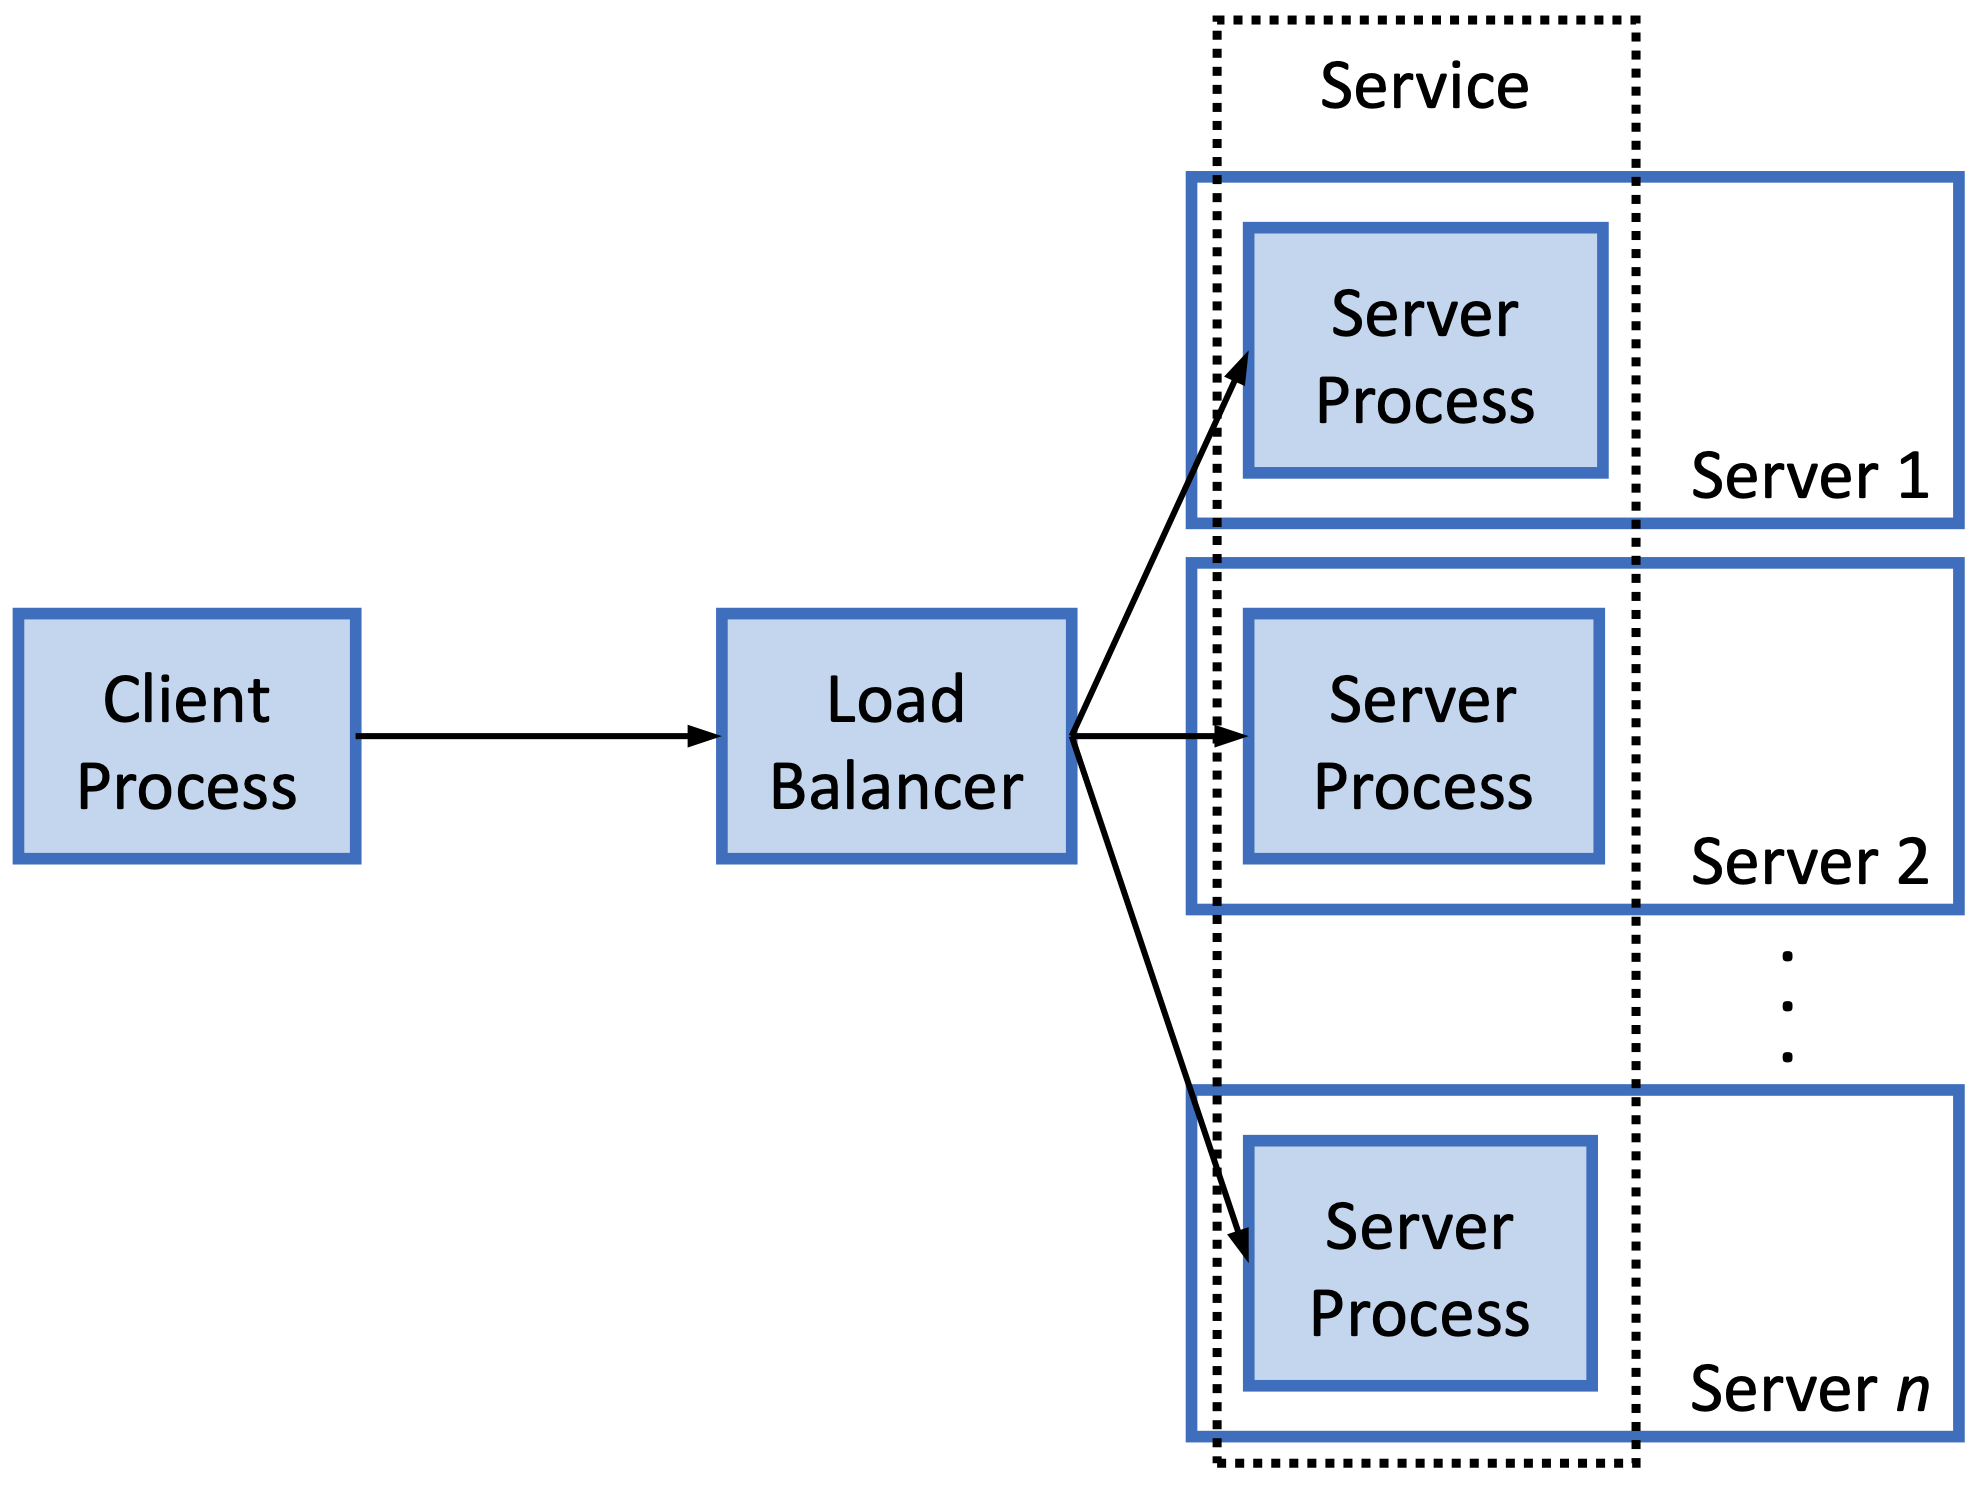 Service
Server
Process
Server 1
Client
Process
Load
Balancer
Server
Process
Server 2
.
.
.
Server
Process
Server n